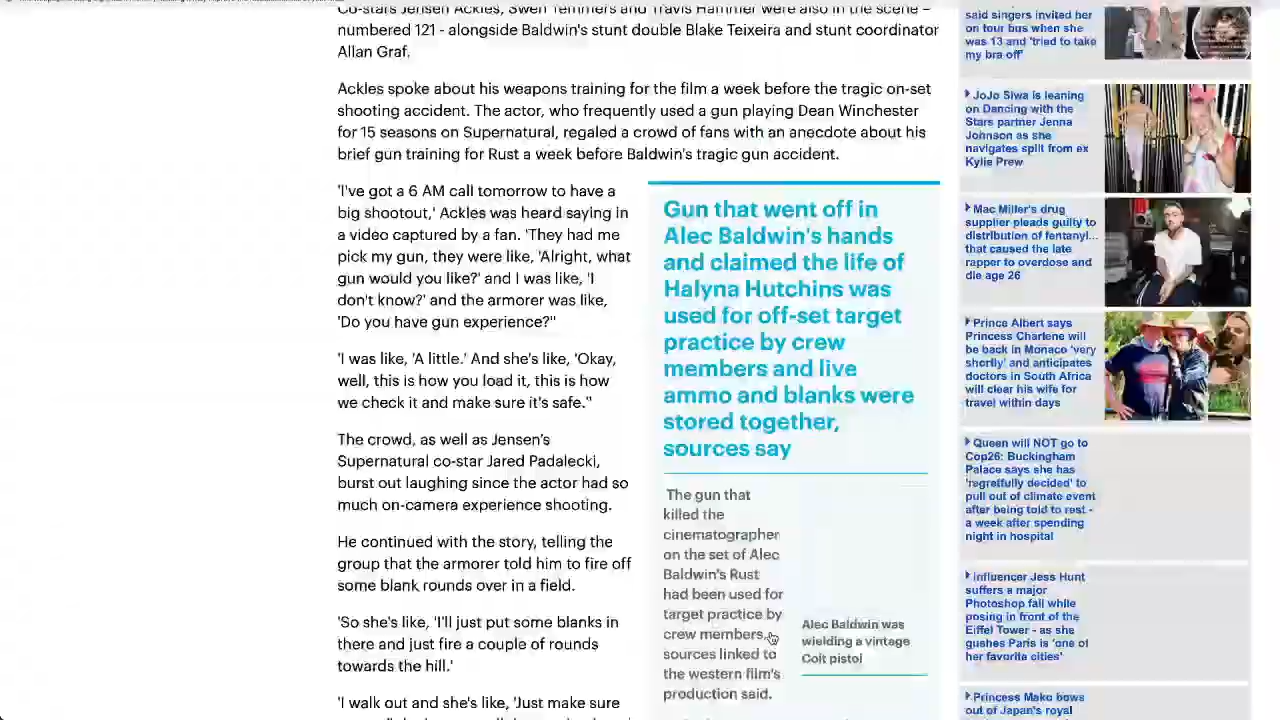 Co-stars Jensen Ackles, Swen Temmels and Travis Hammer were also in the scene –
numbered 121 - alongside Baldwin's stunt double Blake Teixeira and stunt coordinator
Allan Graf.
Ackles spoke about his weapons training for the film a week before the tragic on-set
shooting accident. The actor, who frequently used a gun playing Dean Winchester
for 15 seasons on Supernatural, regaled a crowd of fans with an anecdote about his
brief gun training for Rust a week before Baldwin's tragic gun accident.
'I've got a 6 AM call tomorrow to have a
big shootout,' Ackles was heard saying in
a video captured by a fan. 'They had me
pick my gun, they were like, 'Alright, what
gun would you like?' and I was like, 'I
don't know?' and the armorer was like,
'Do you have gun experience?''
'I was like, 'A little.' And she's like, 'Okay,
well, this is how you load it, this is how
we check it and make sure it's safe.''
The crowd, as well as Jensen's
Supernatural co-star Jared Padalecki,
burst out laughing since the actor had so
much on-camera experience shooting.
He continued with the story, telling the
group that the armorer told him to fire off
some blank rounds over in a field.
'So she's like, 'I'll just put some blanks in
there and just fire a couple of rounds
towards the hill.'
'I walk out and she's like, 'Just make sure
Gun that went off in
Alec Baldwin's hands
and claimed the life of
Halyna Hutchins was
used for off-set target
practice by crew
members and live
ammo and blanks were
stored together,
sources say
The gun that
killed the
cinematographer
on the set of Alec
Baldwin's Rust
had been used for
target practice by
crew members,
sources linked to
the western film's
production said.
Alec Baldwin was
wielding a vintage
Colt pistol
said singers invited her
on tour bus when she
was 13 and 'tried to take
my bra off'
JoJo Siwa is leaning
on Dancing with the
Stars partner Jenna
Johnson as she
navigates split from ex
Kylie Prew
Mac Miller's drug
supplier pleads guilty to
distribution of fentanyl...
that caused the late
rapper to overdose and
die age 26
Prince Albert says
Princess Charlene will
be back in Monaco 'very
shortly' and anticipates
doctors in South Africa
will clear his wife for
travel within days
Queen will NOT go to
Cop26: Buckingham
Palace says she has
'regretfully decided' to
pull out of climate event
after being told to rest -
a week after spending
night in hospital
Influencer Jess Hunt
suffers a major
Photoshop fail while
posing in front of the
Eiffel Tower - as she
gushes Paris is 'one of
her favorite cities'
Princess Mako bows
out of Japan's royal